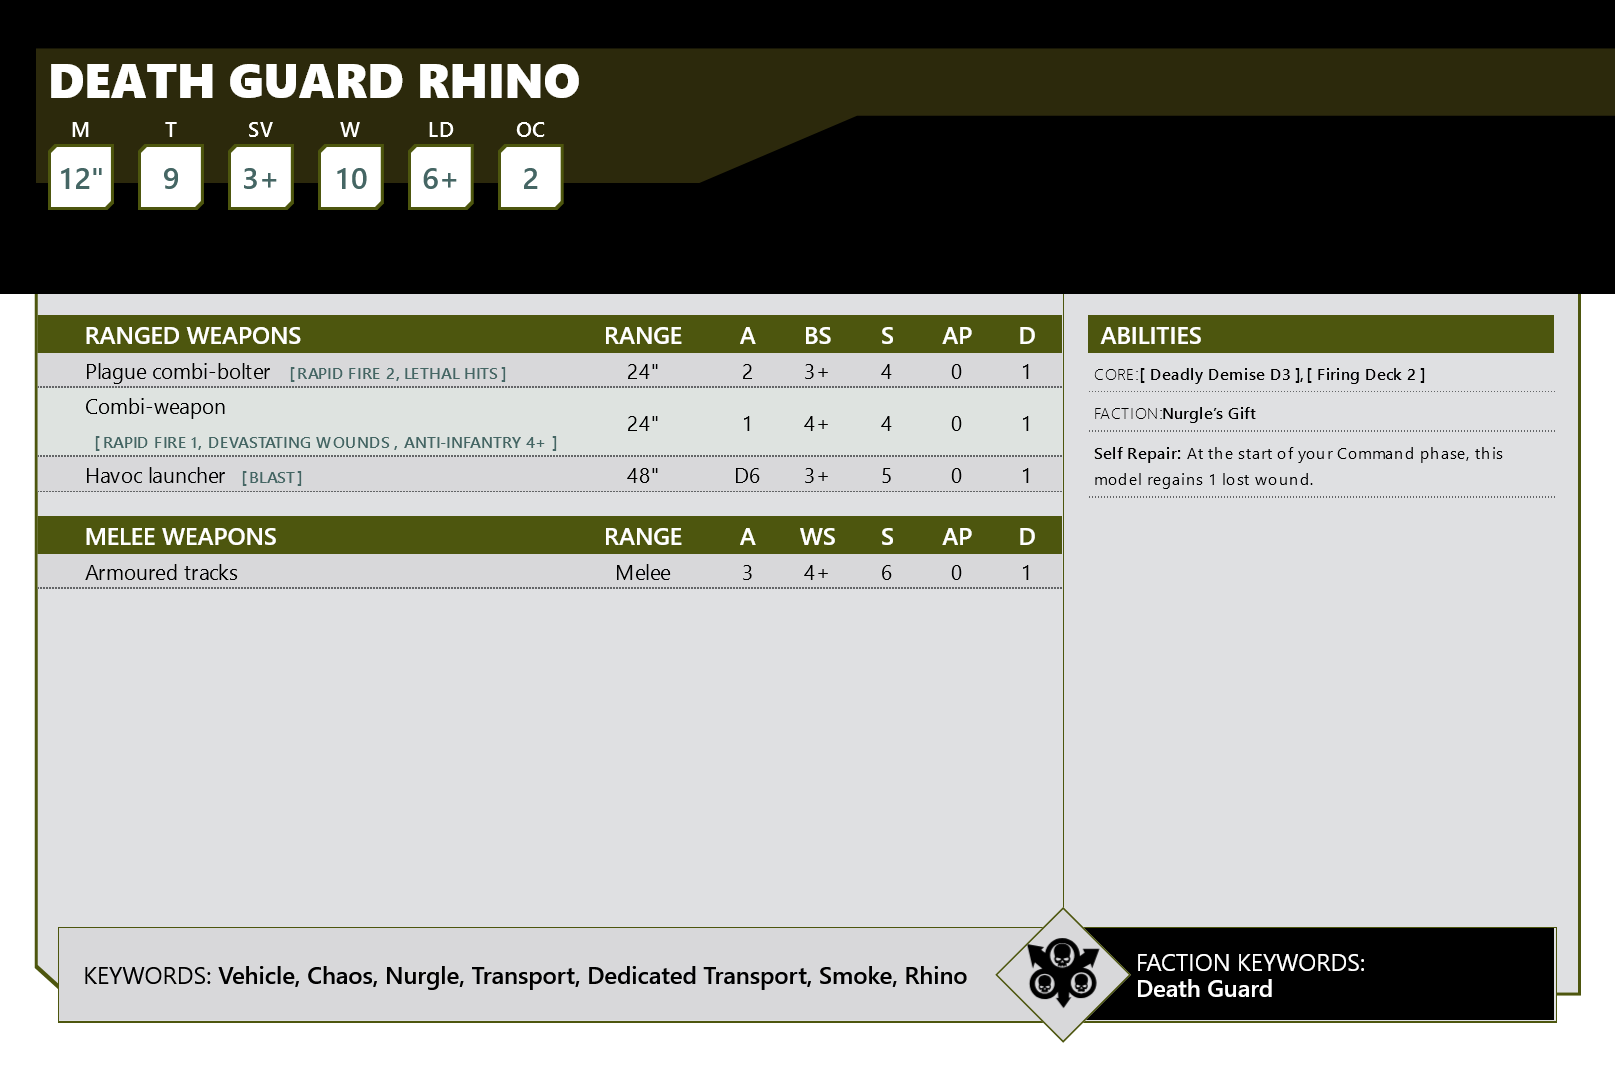 DEATH GUARD RHINO
M T SV W LD OC
12" 9 3+ 10 6+ 2
RANGED WEAPONS RANGE A BS S AP D
Plague combi-bolter [RAPID FIRE 2, LETHAL HITS] 24" 2 3+ 4 0 1
Combi-weapon
[RAPID FIRE 1, DEVASTATING WOUNDS , ANTI-INFANTRY 4+ ] 24" 1 4+ 4 0 1
Havoc launcher [BLAST] 48" D6 3+ 5 0 1
MELEE WEAPONS RANGE A WS S AP D
Armoured tracks Melee 3 4+ 6 0 1
ABILITIES
CORE:[ Deadly Demise D3 ], [ Firing Deck 2 ]
FACTION:Nurgle’s Gift
Self Repair: At the start of your Command phase, this
model regains 1 lost wound.
KEYWORDS: Vehicle, Chaos, Nurgle, Transport, Dedicated Transport, Smoke, Rhino
FACTION KEYWORDS:
Death Guard